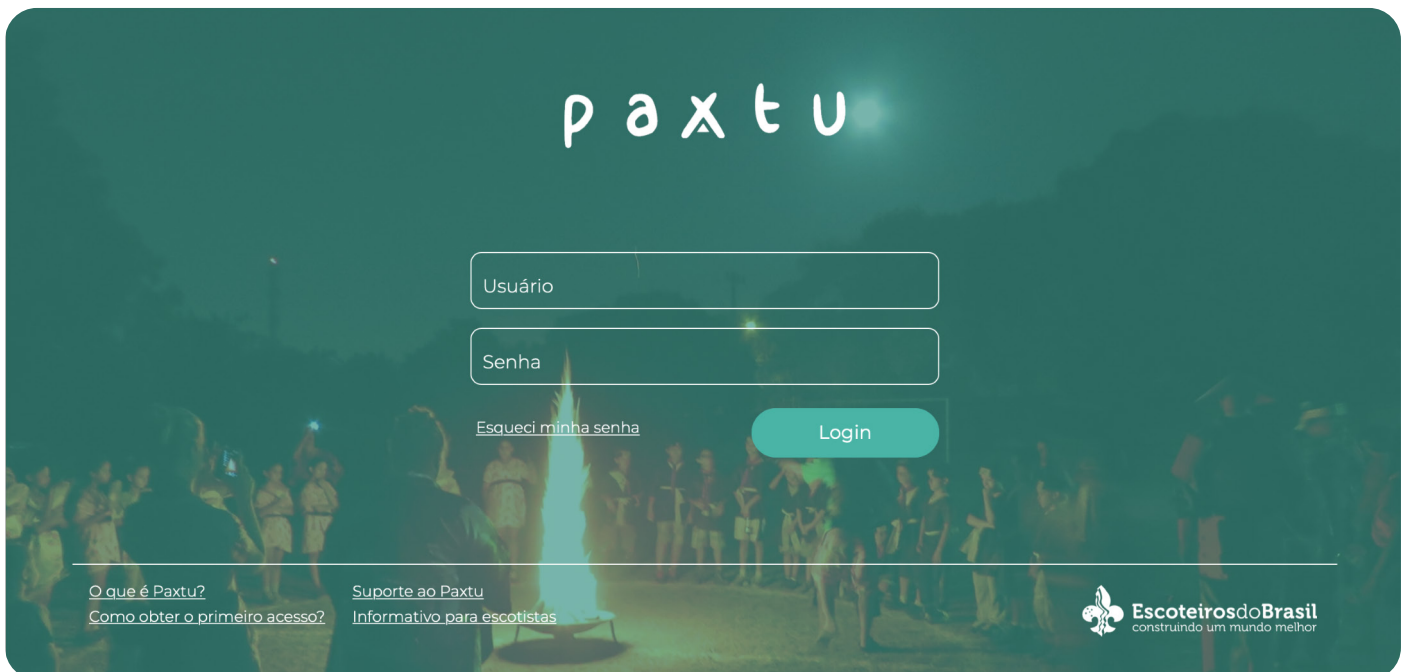 paxtu
Usuário
Senha
Esqueci minha senha
Login
O que é Paxtu?
Suporte ao Paxtu
Como obter o primeiro acesso?
Informativo para escotistas
EscoteirosdoBrasil
construindo um mundo melhor